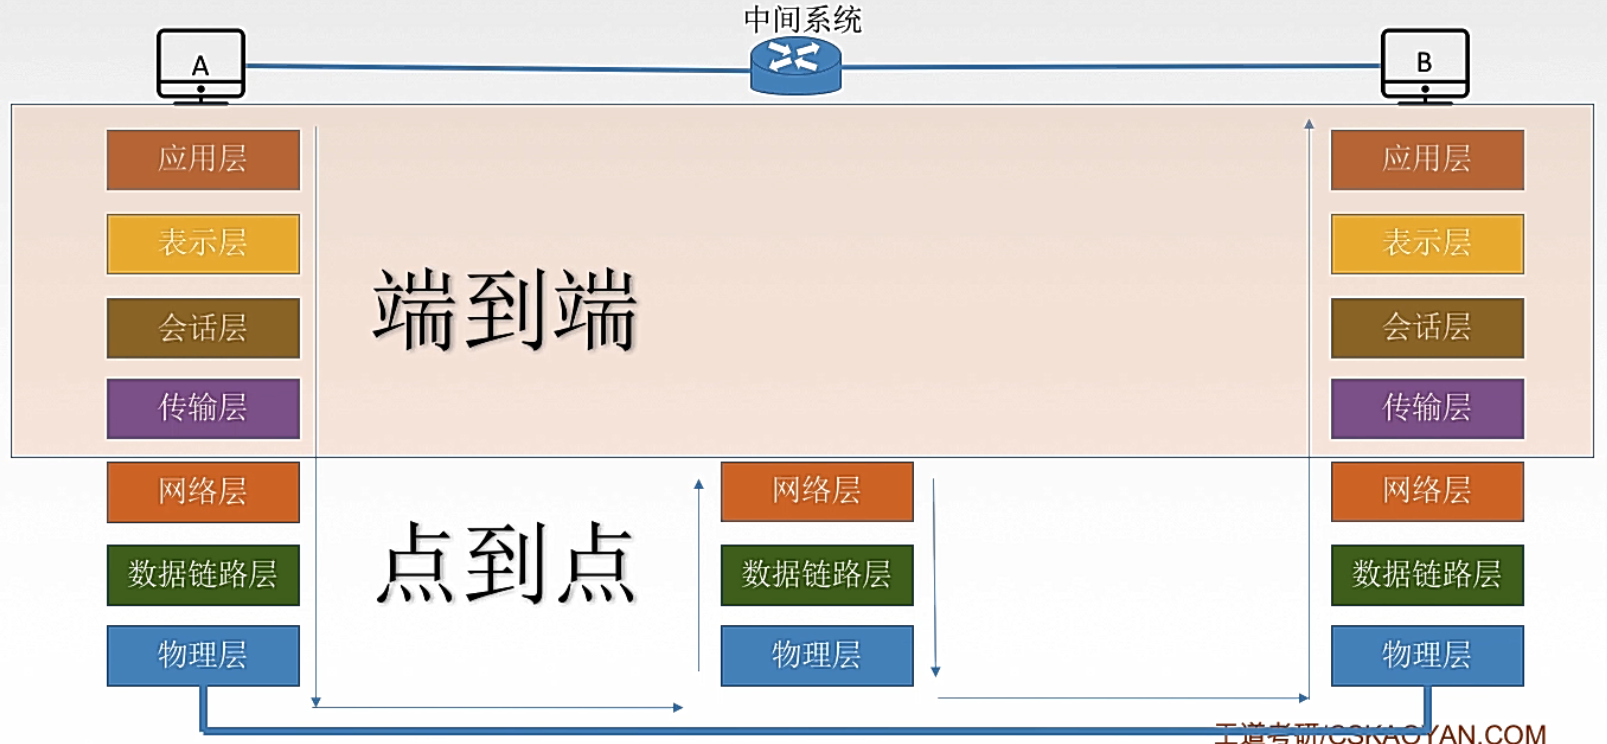 中间系统
A
B
应用层
应用层
表示层
表示层
会话层
会话层
端到端
传输层
传输层
网络层
网络层
网络层
点到点
数据链路层
数据链路层
数据链路层
物理层
物理层
物理层
王道考研/CSKAOYAN.COM